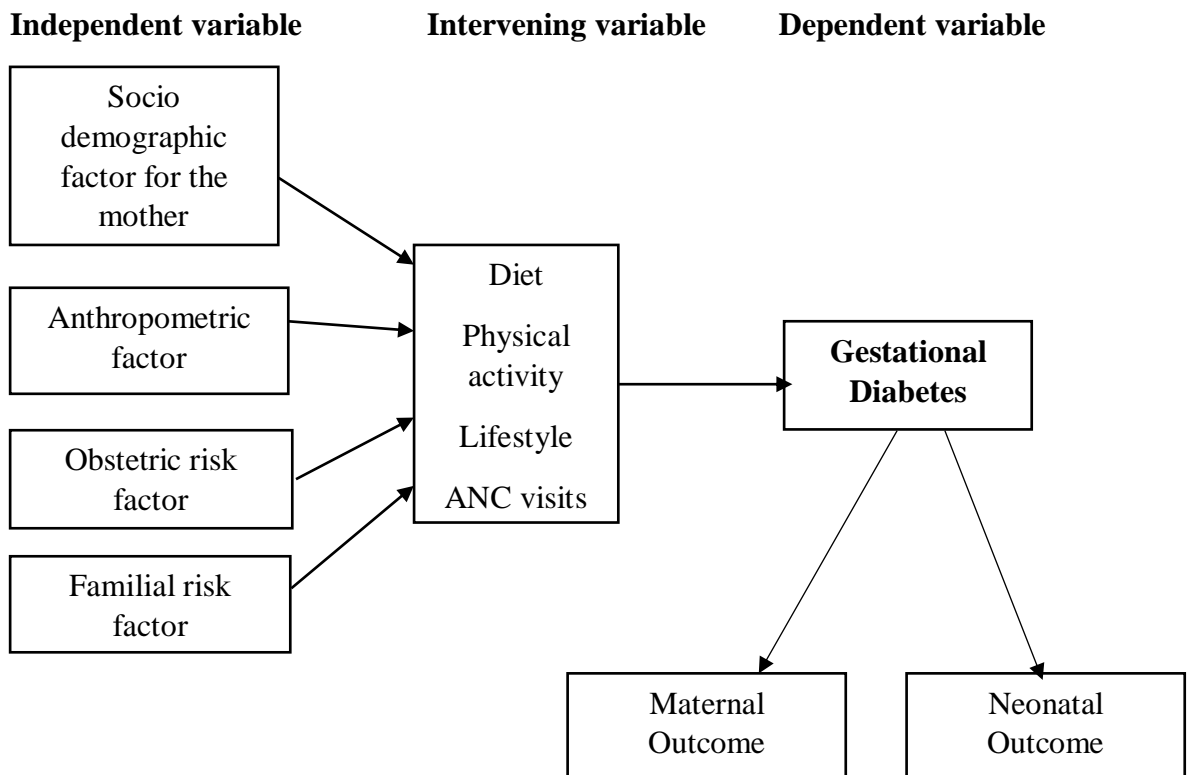 Independent variable
Intervening variable
Dependent variable
Socio
demographic
factor for the
mother
Anthropometric
factor
Obstetric risk
factor
Familial risk
factor
Diet
Physical
activity
Lifestyle
ANC visits
Gestational
Diabetes
Maternal
Outcome
Neonatal
Outcome